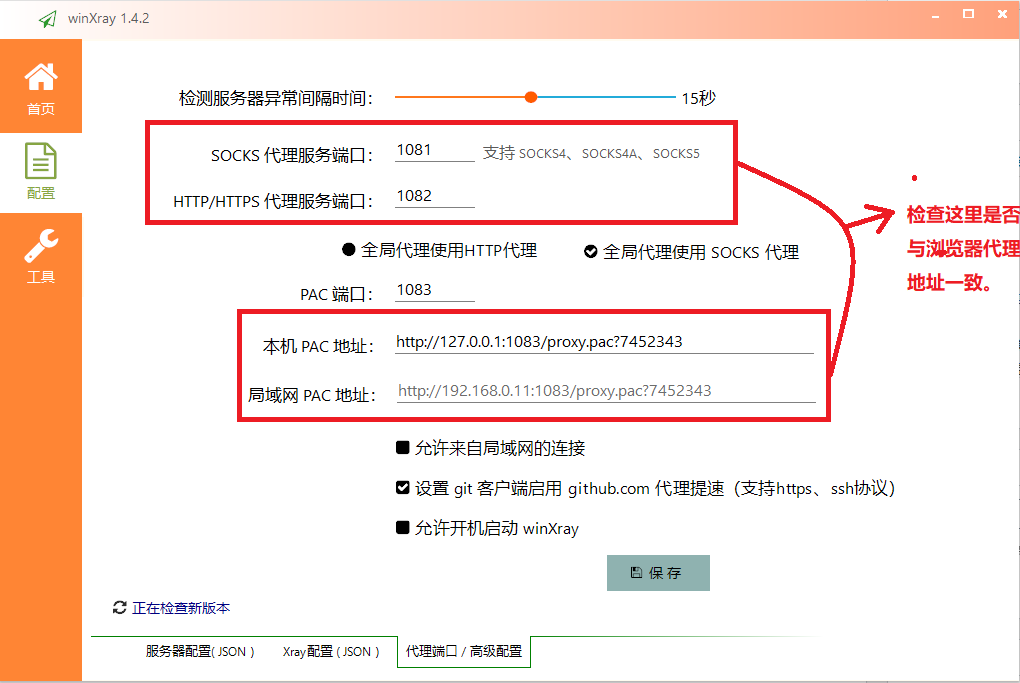 winXray 1.4.2
首页
配置
工具
检测服务器异常间隔时间： 15秒
SOCKS 代理服务端口： 1081 支持 SOCKS4、SOCKS4A、SOCKS5
HTTP/HTTPS 代理服务端口： 1082
全局代理使用HTTP代理 全局代理使用 SOCKS 代理
PAC 端口： 1083
本机 PAC 地址： http://127.0.0.1:1083/proxy.pac?7452343
局域网 PAC 地址： http://192.168.0.11:1083/proxy.pac?7452343
检查这里是否
与浏览器代理
地址一致。
允许来自局域网的连接
设置 git 客户端启用 github.com 代理提速（支持https、ssh协议）
允许开机启动 winXray
保 存
正在检查新版本
服务器配置( JSON ) Xray配置 ( JSON ) 代理端口 / 高级配置